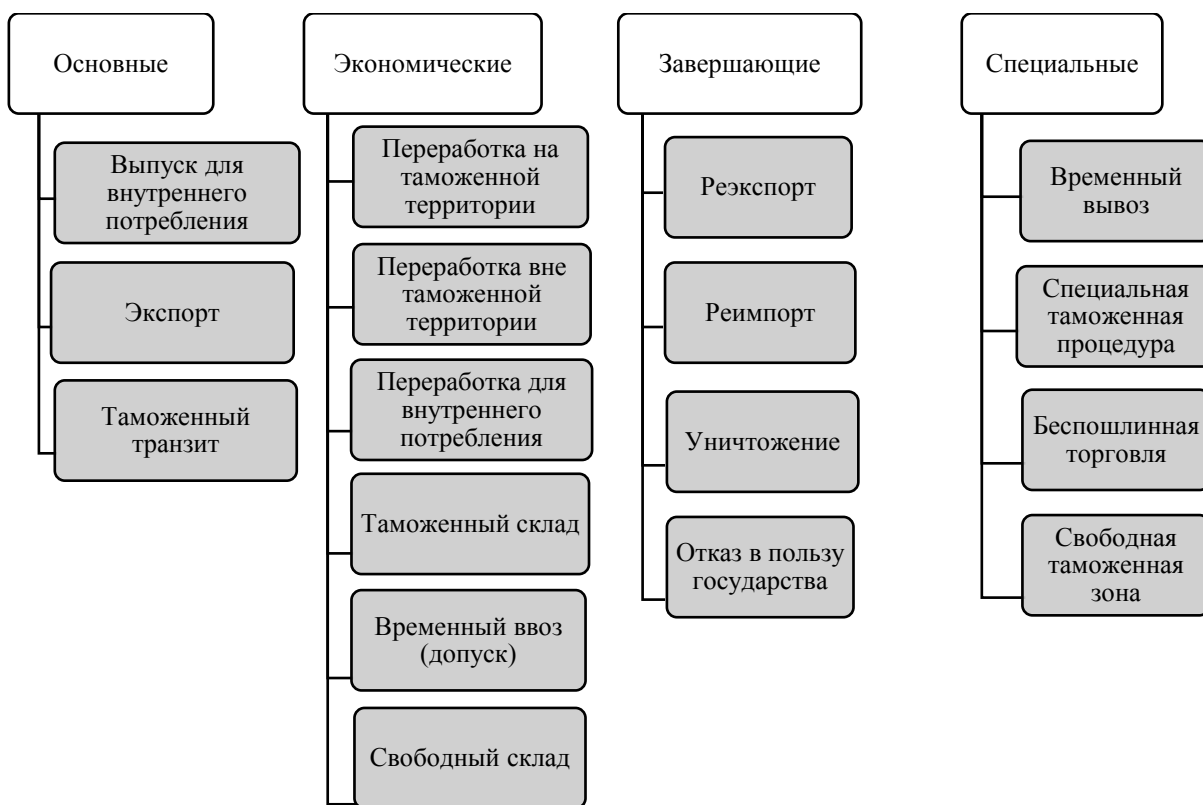 Основные
Выпуск для
внутреннего
потребления
Экспорт
Таможенный
транзит
Экономические
Переработка на
таможенной
территории
Переработка вне
таможенной
территории
Переработка для
внутреннего
потребления
Таможенный склад
Временный ввоз
(допуск)
Свободный склад
Завершающие
Реэкспорт
Реимпорт
Уничтожение
Отказ в пользу
государства
Специальные
Временный
вывоз
Специальная
таможенная
процедура
Беспошлинная
торговля
Свободная
таможенная
зона